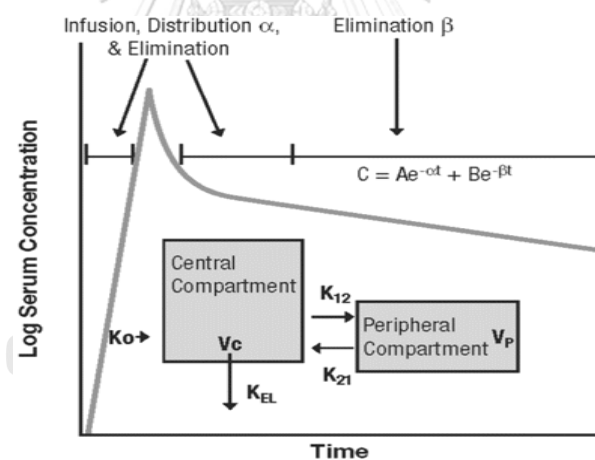 Infusion, Distribution α,
& Elimination
Elimination β
C = Ae-αt + Be-βt
Log Serum Concentration
Central
Compartment
Ko
Vc
K12
K21
KEL
Peripheral
Compartment
VP
Time